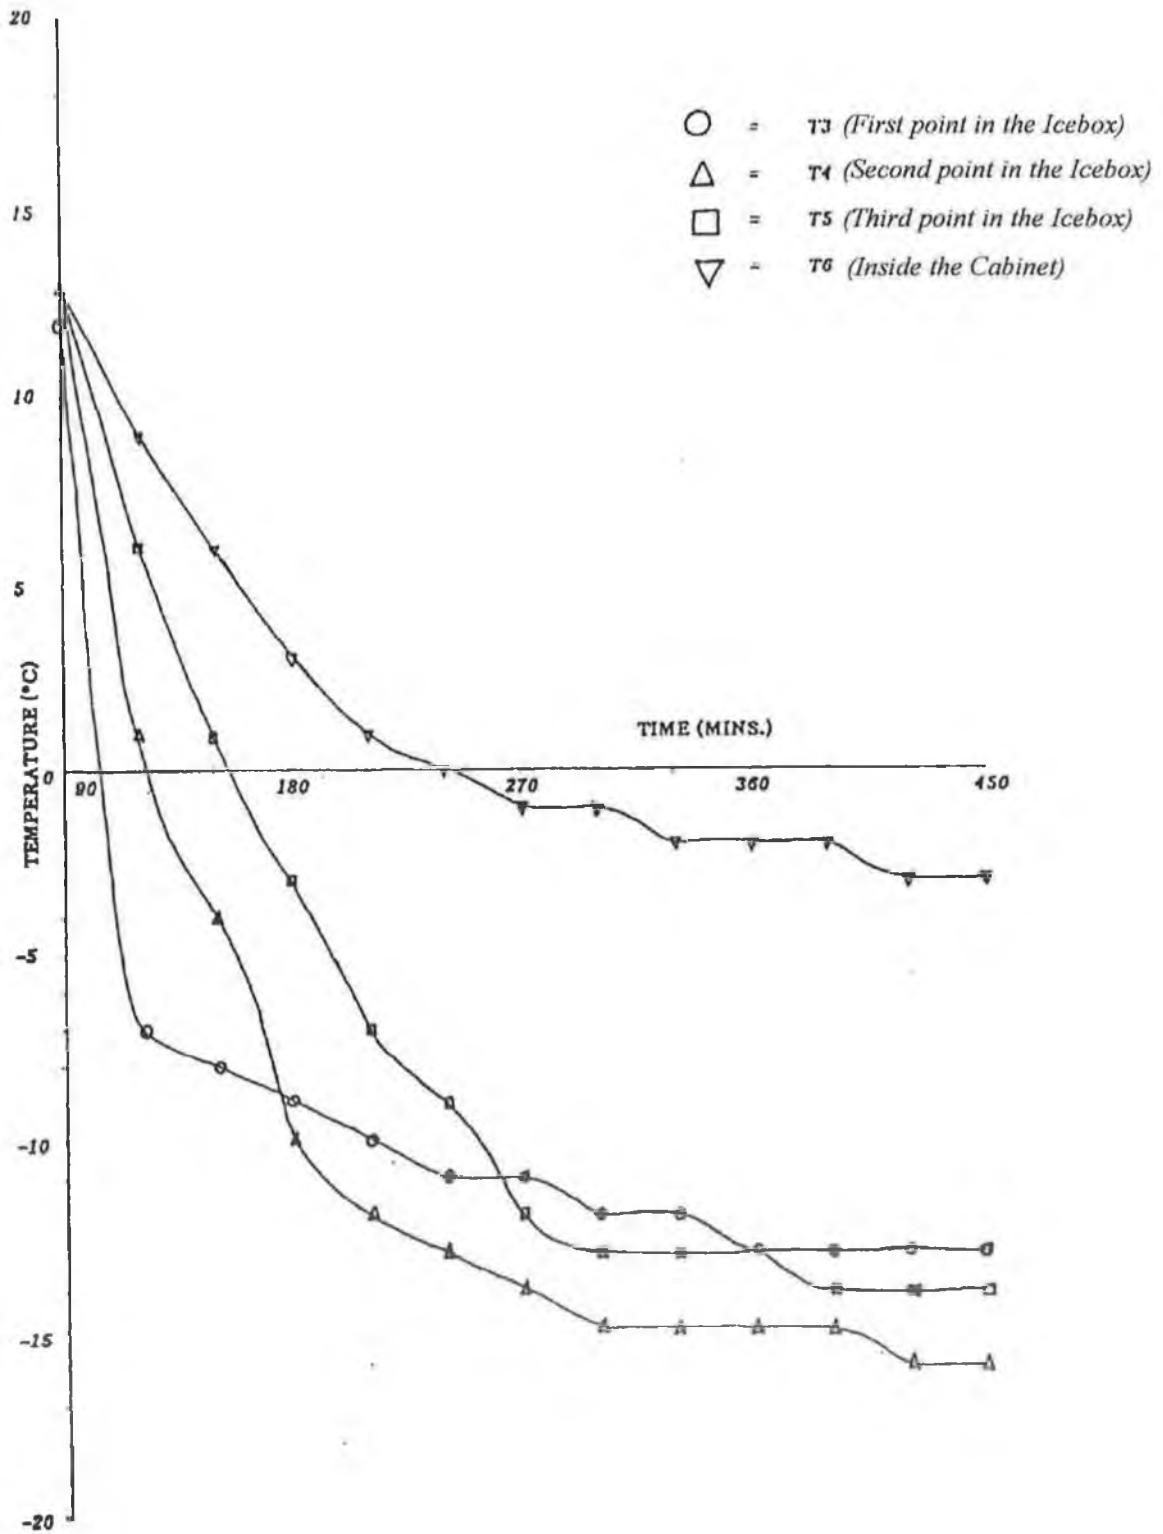 20
○ = T3 (First point in the Icebox)
△ = T4 (Second point in the Icebox)
15
□ = T5 (Third point in the Icebox)
▽ - T6 (Inside the Cabinet)
10
5
TEMPERATURE (°C)
TIME (MINS.)
0
90 180 270 360 450
-5
-10
-15
-20